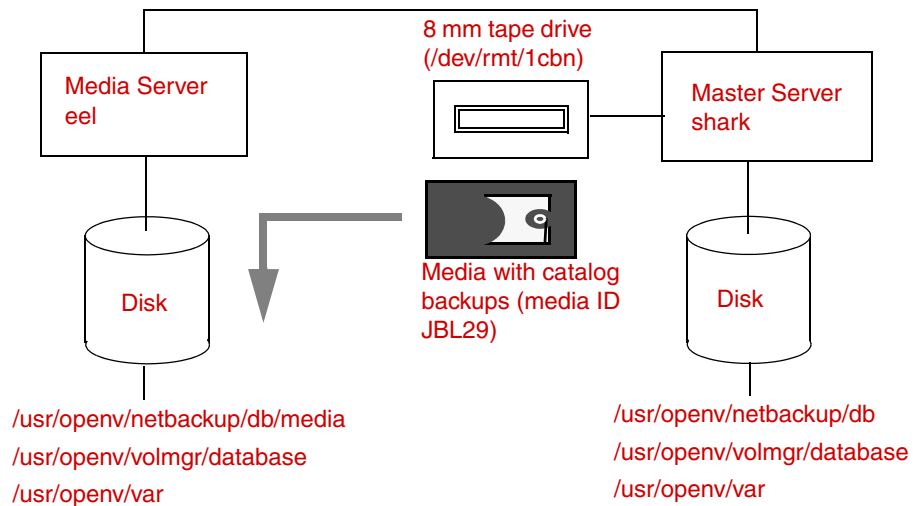 8 mm tape drive
(/dev/rmt/1cbn)
Media Server
eel
Master Server
shark
Media with catalog
backups (media ID
JBL29)
Disk
Disk
/usr/openv/netbackup/db/media
/usr/openv/volmgr/database
/usr/openv/var
/usr/openv/netbackup/db
/usr/openv/volmgr/database
/usr/openv/var